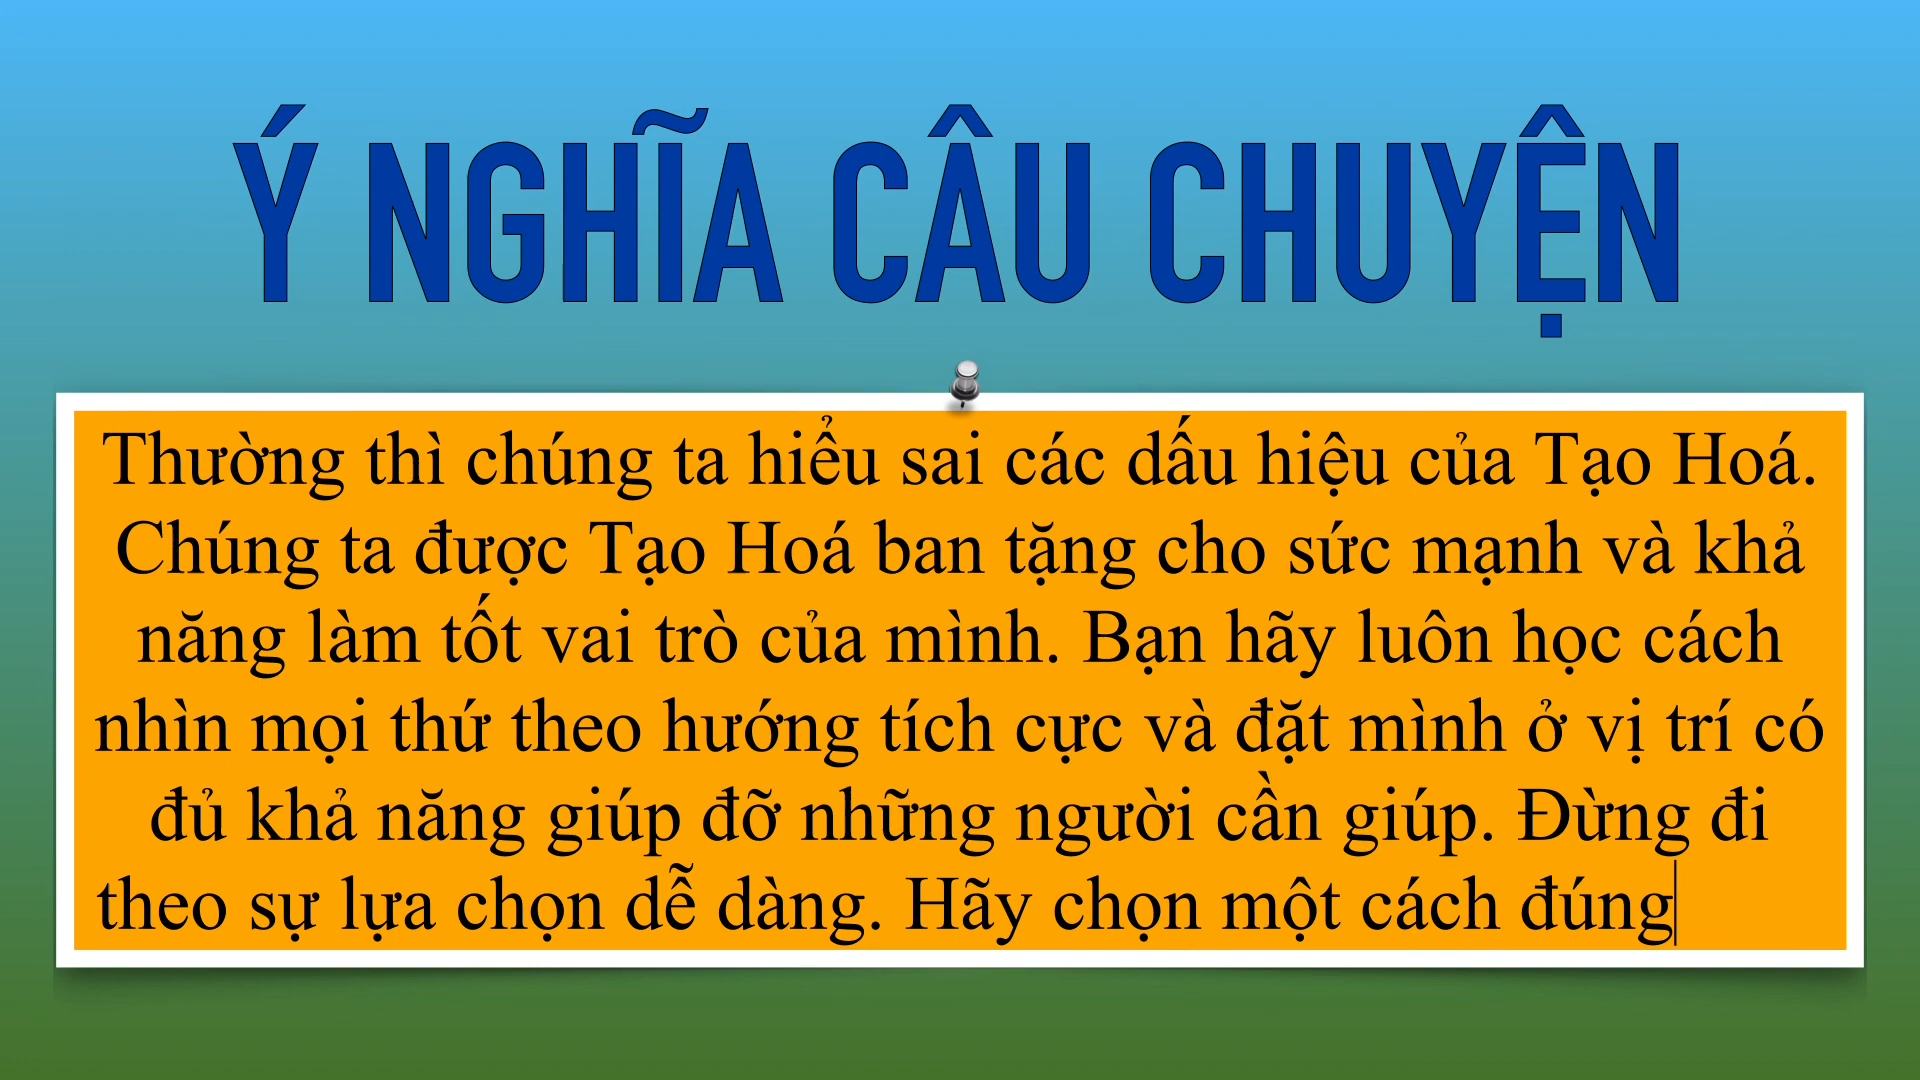 Ý NGHĨA CÂU CHUYỆN
Thường thì chúng ta hiểu sai các dấu hiệu của Tạo Hoá.
Chúng ta được Tạo Hoá ban tặng cho sức mạnh và khả
năng làm tốt vai trò của mình. Bạn hãy luôn học cách
nhìn mọi thứ theo hướng tích cực và đặt mình ở vị trí có
đủ khả năng giúp đỡ những người cần giúp. Đừng đi
theo sự lựa chọn dễ dàng. Hãy chọn một cách đúng